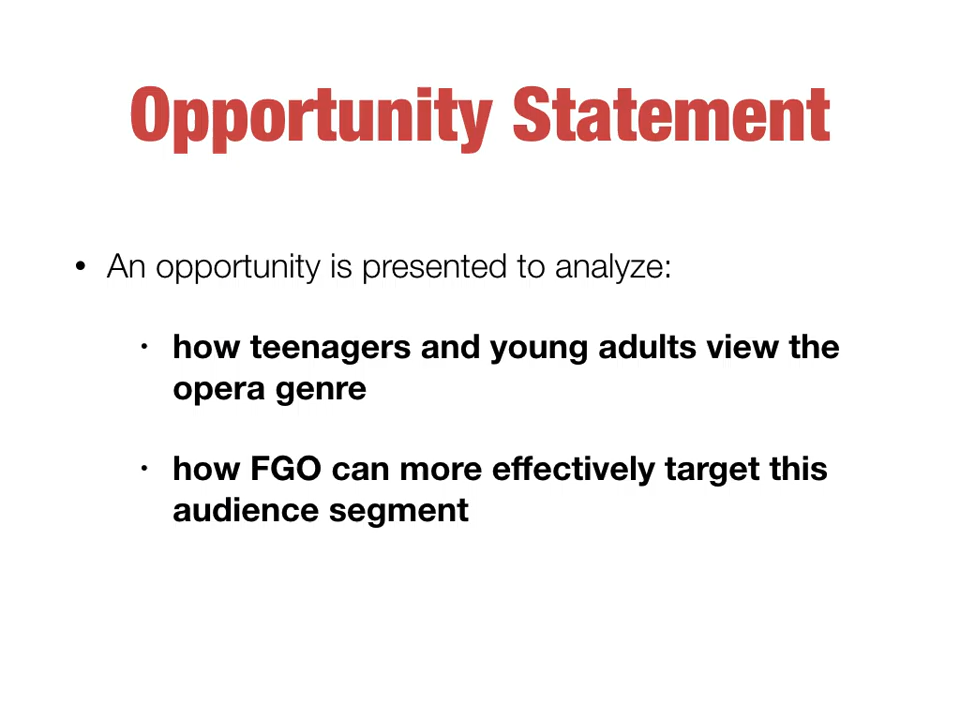 Opportunity Statement
• An opportunity is presented to analyze:
• how teenagers and young adults view the
opera genre
• how FGO can more effectively target this
audience segment